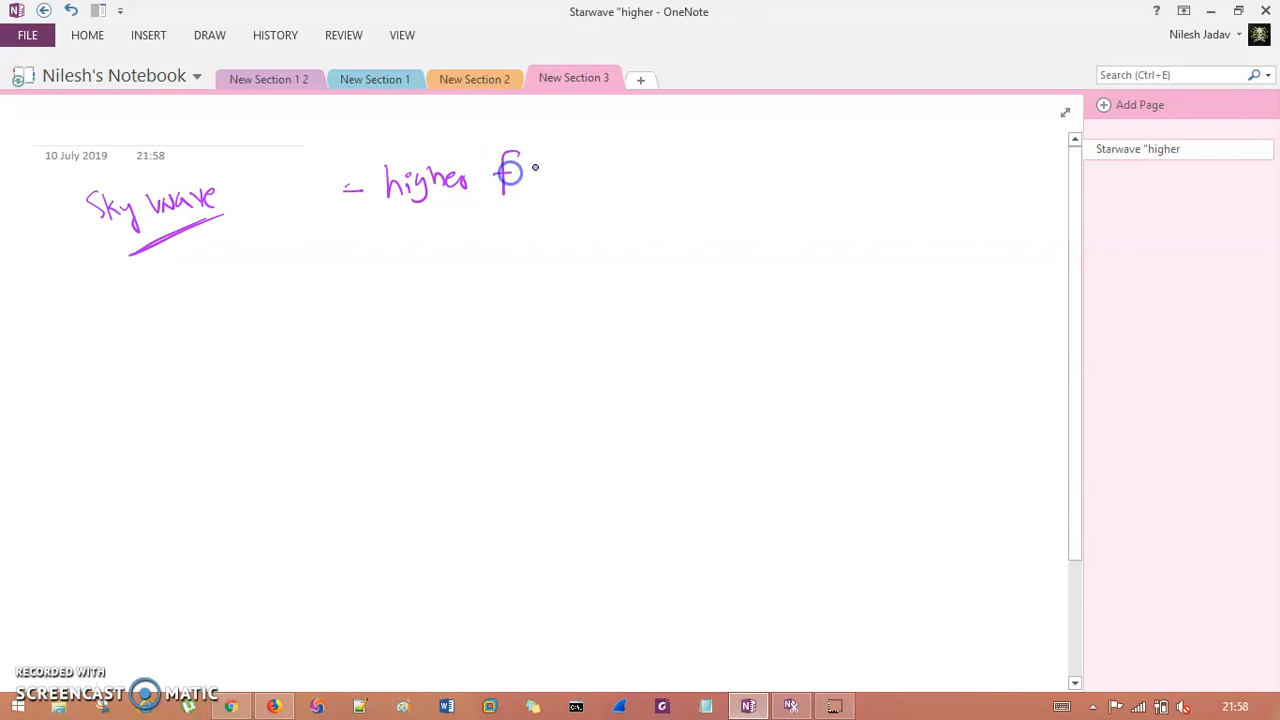 Starwave "higher - OneNote
FILE HOME INSERT DRAW HISTORY REVIEW VIEW
Nilesh Jadav
Nilesh's Notebook New Section 1 2 New Section 1 New Section 2 New Section 3
Search (Ctrl+E)
Add Page
10 July 2019 21:58
Starwave "higher
Sky wave = higher f
RECORDED WITH
SCREENCAST MATIC
21:58